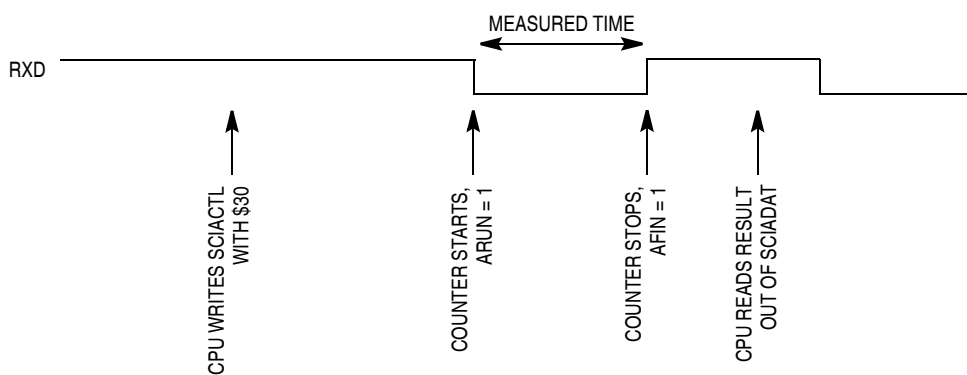 MEASURED TIME
RXD
CPU WRITES SCIACTL
WITH $30
COUNTER STARTS,
ARUN = 1
COUNTER STOPS,
AFIN = 1
CPU READS RESULT
OUT OF SCIADAT